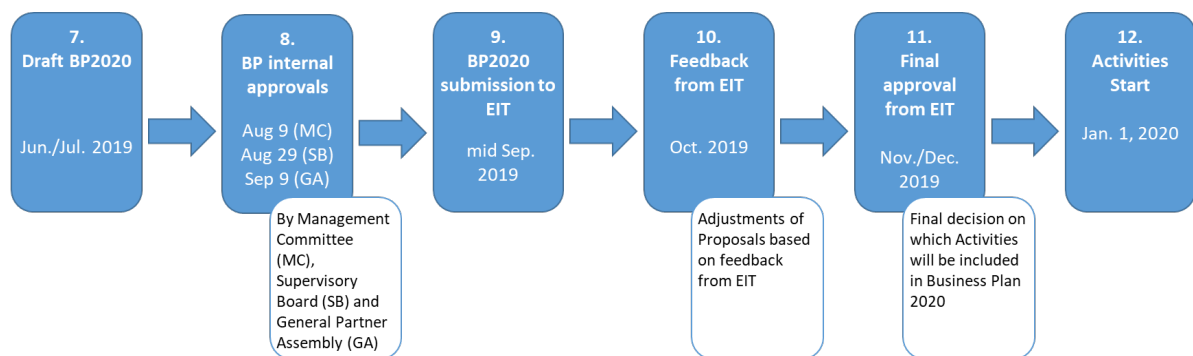 7.
Draft BP2020
Jun./Jul. 2019
8.
BP internal
approvals
Aug 9 (MC)
Aug 29 (SB)
Sep 9 (GA)
By Management
Committee
(MC),
Supervisory
Board (SB) and
General Partner
Assembly (GA)
9.
BP2020
submission to
EIT
mid Sep.
2019
10.
Feedback
from EIT
Oct. 2019
Adjustments of
Proposals based
on feedback
from EIT
11.
Final
approval
from EIT
Nov./Dec.
2019
Final decision on
which Activities
will be included
in Business Plan
2020
12.
Activities
Start
Jan. 1, 2020